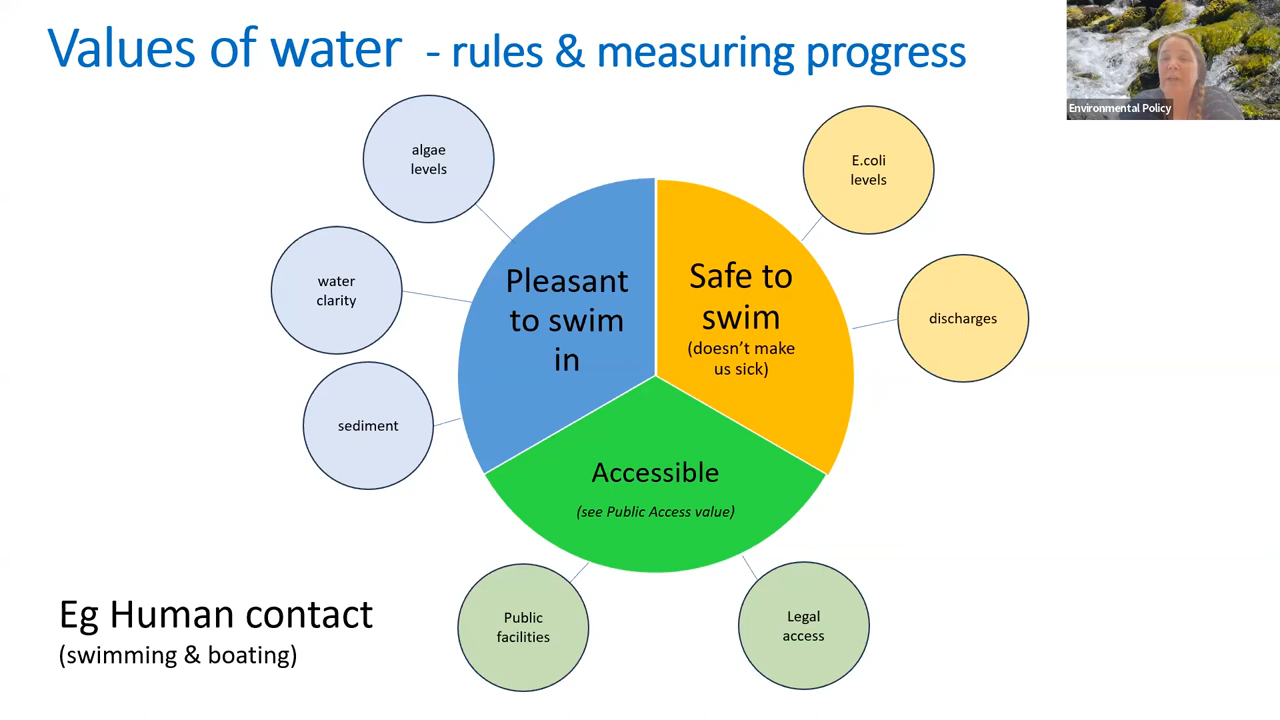 Values of water - rules & measuring progress
Environmental Policy
algae
levels
E.coli
levels
water
clarity
discharges
sediment
Pleasant
to swim
in
Safe to
swim
(doesn't make
us sick)
Accessible
(see Public Access value)
Public
facilities
Legal
access
Eg Human contact
(swimming & boating)